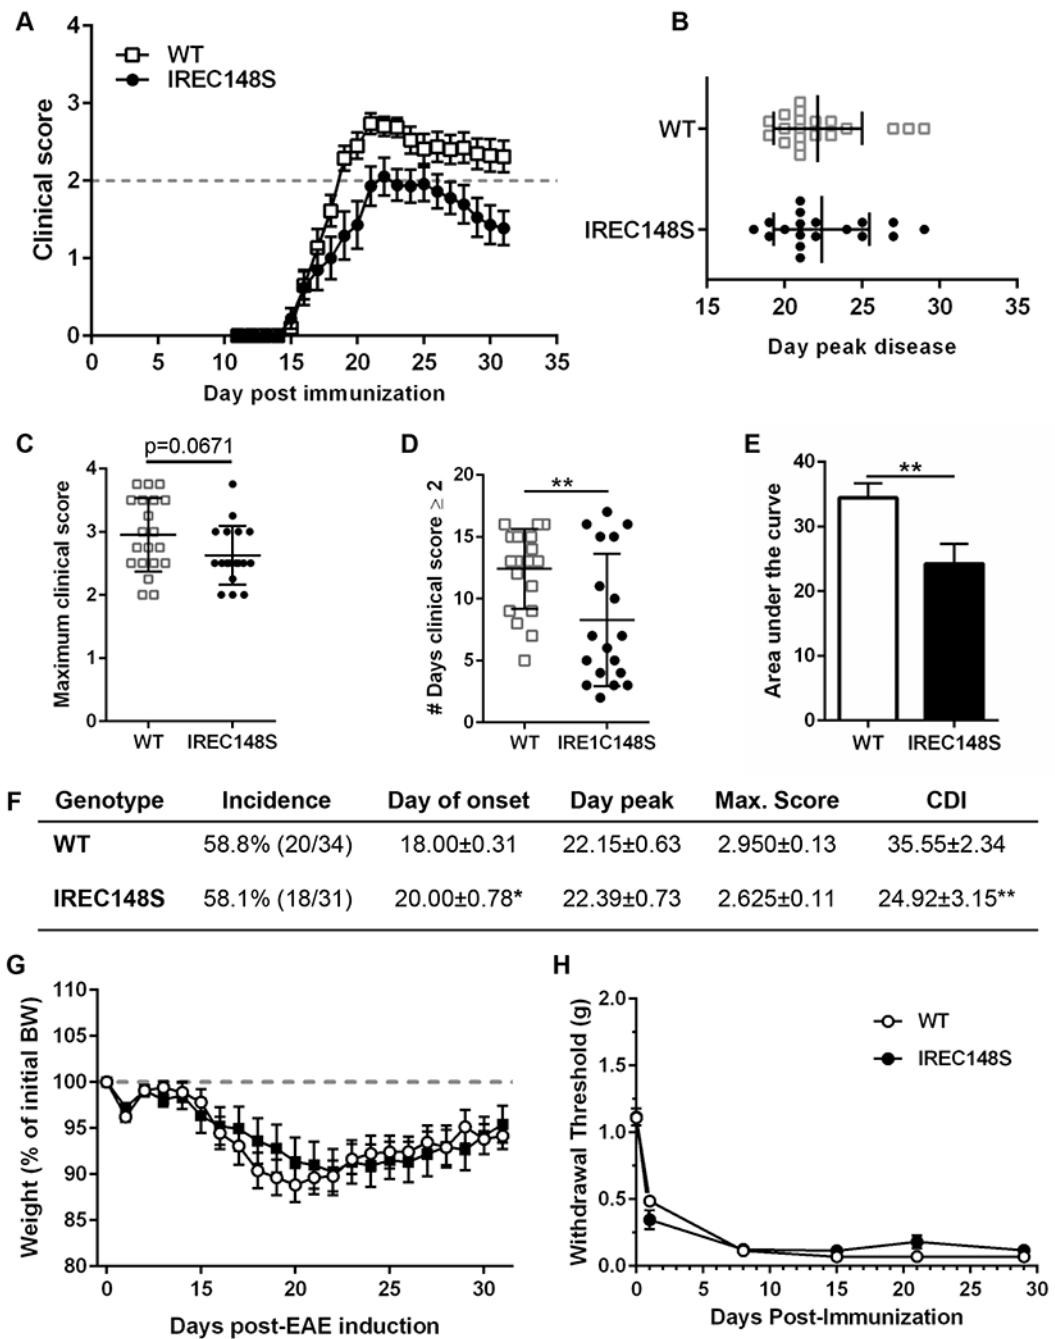 A
4
3
2
1
0
Clinical score
WT
IREC148S
0 5 10 15 20 25 30 35
Day post immunization
B
WT
IREC148S
15 20 25 30 35
Day peak disease
C
p=0.0671
4
3
2
1
0
Maximum clinical score
WT IREC148S
D
**
20
15
10
5
0
# Days clinical score ≥ 2
WT IRE1C148S
E
**
40
30
20
10
0
Area under the curve
WT IREC148S
F Genotype Incidence Day of onset Day peak Max. Score CDI
WT 58.8% (20/34) 18.00±0.31 22.15±0.63 2.950±0.13 35.55±2.34
IREC148S 58.1% (18/31) 20.00±0.78* 22.39±0.73 2.625±0.11 24.92±3.15**
G
110
105
100
95
90
85
80
Weight (% of initial BW)
0 5 10 15 20 25 30
Days post-EAE induction
H
2.0
1.5
1.0
0.5
0.0
Withdrawal Threshold (g)
WT
IREC148S
0 5 10 15 20 25 30
Days Post-Immunization